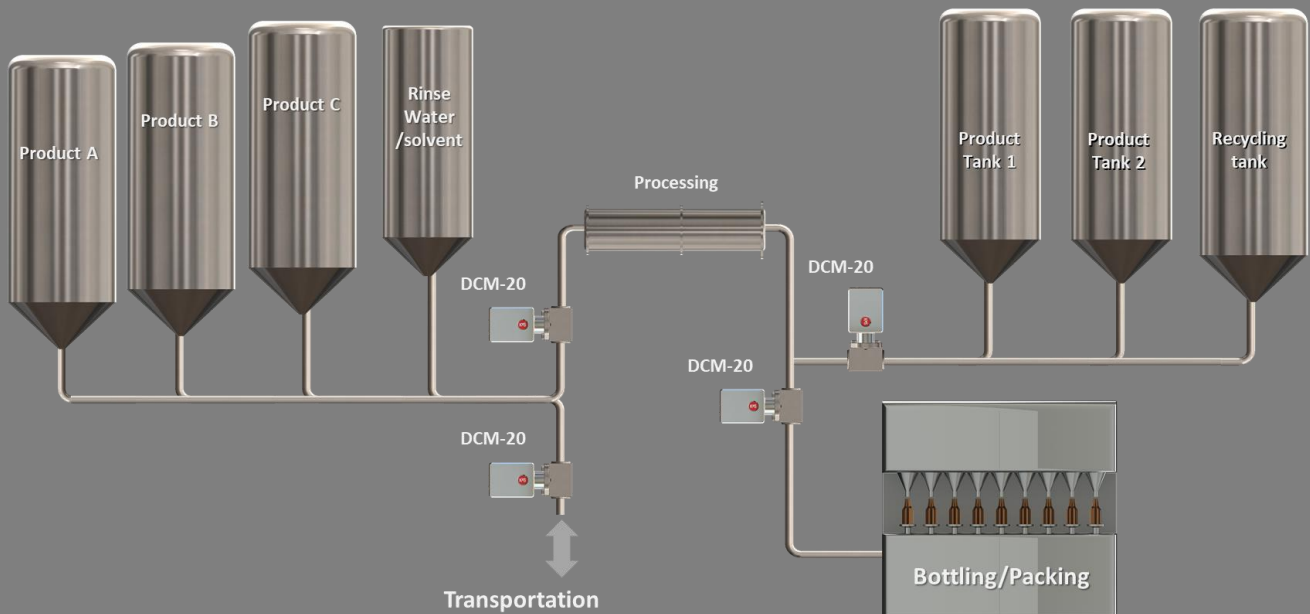 Product A
Product B
Product C
Rinse
Water
/solvent
Processing
Product
Tank 1
Product
Tank 2
Recycling
tank
DCM-20
DCM-20
DCM-20
DCM-20
Transportation
Bottling/Packing